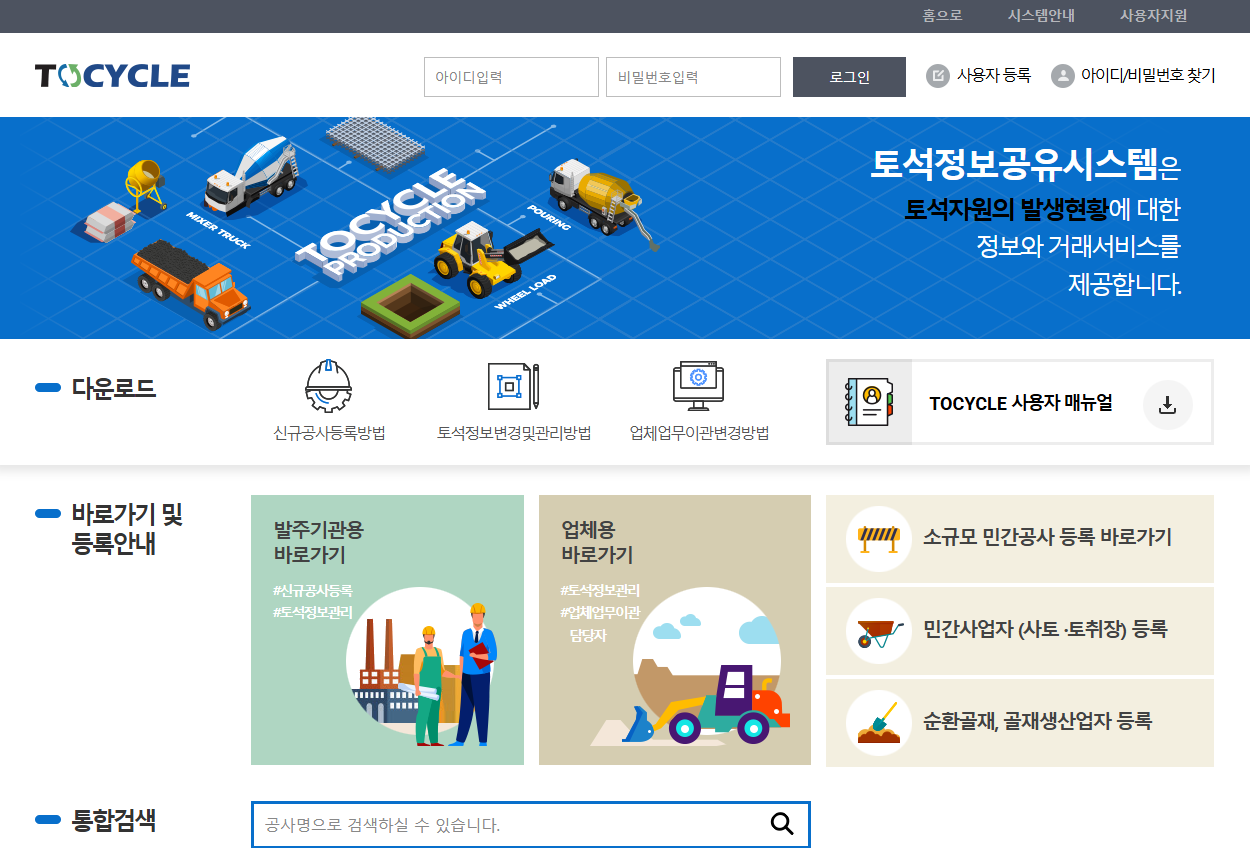 홈으로 시스템안내 사용자지원
TOCYCLE
아이디입력 비밀번호입력 로그인 사용자 등록 아이디/비밀번호 찾기
MIXER TRUCK
TOCYCLE
PRODUCTION
POURING
WHEEL LOAD
토석정보공유시스템은
토석자원의 발생현황에 대한
정보와 거래서비스를
제공합니다.
다운로드
신규공사등록방법
토석정보변경및관리방법
업체업무이관변경방법
TOCYCLE 사용자 매뉴얼
바로가기 및
등록안내
발주기관용
바로가기
#신규공사등록
#토석정보관리
업체용
바로가기
#토석정보관리
#업체업무이관
담당자
소규모 민간공사 등록 바로가기
민간사업자 (사토 ·토취장) 등록
순환골재, 골재생산업자 등록
통합검색
공사명으로 검색하실 수 있습니다.